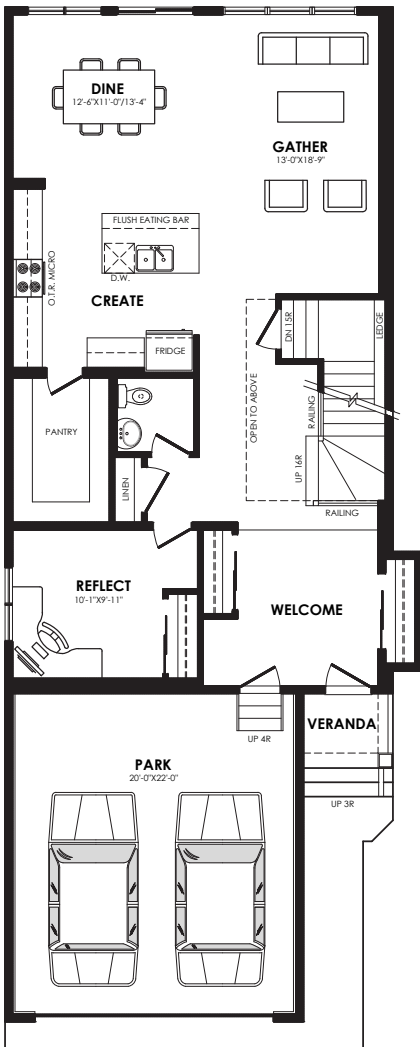 DINE
12'-6"X11'-0"/13'-4"
GATHER
13'-0"X18'-9"
FLUSH EATING BAR
D.W.
O.T.R. MICRO
CREATE
FRIDGE
DN 15R
LEDGE
OPEN TO ABOVE
RAILING
UP 16R
RAILING
PANTRY
LINEN
REFLECT
10'-1"X9'-11"
WELCOME
UP 4R
VERANDA
UP 3R
PARK
20'-0"X22'-0"